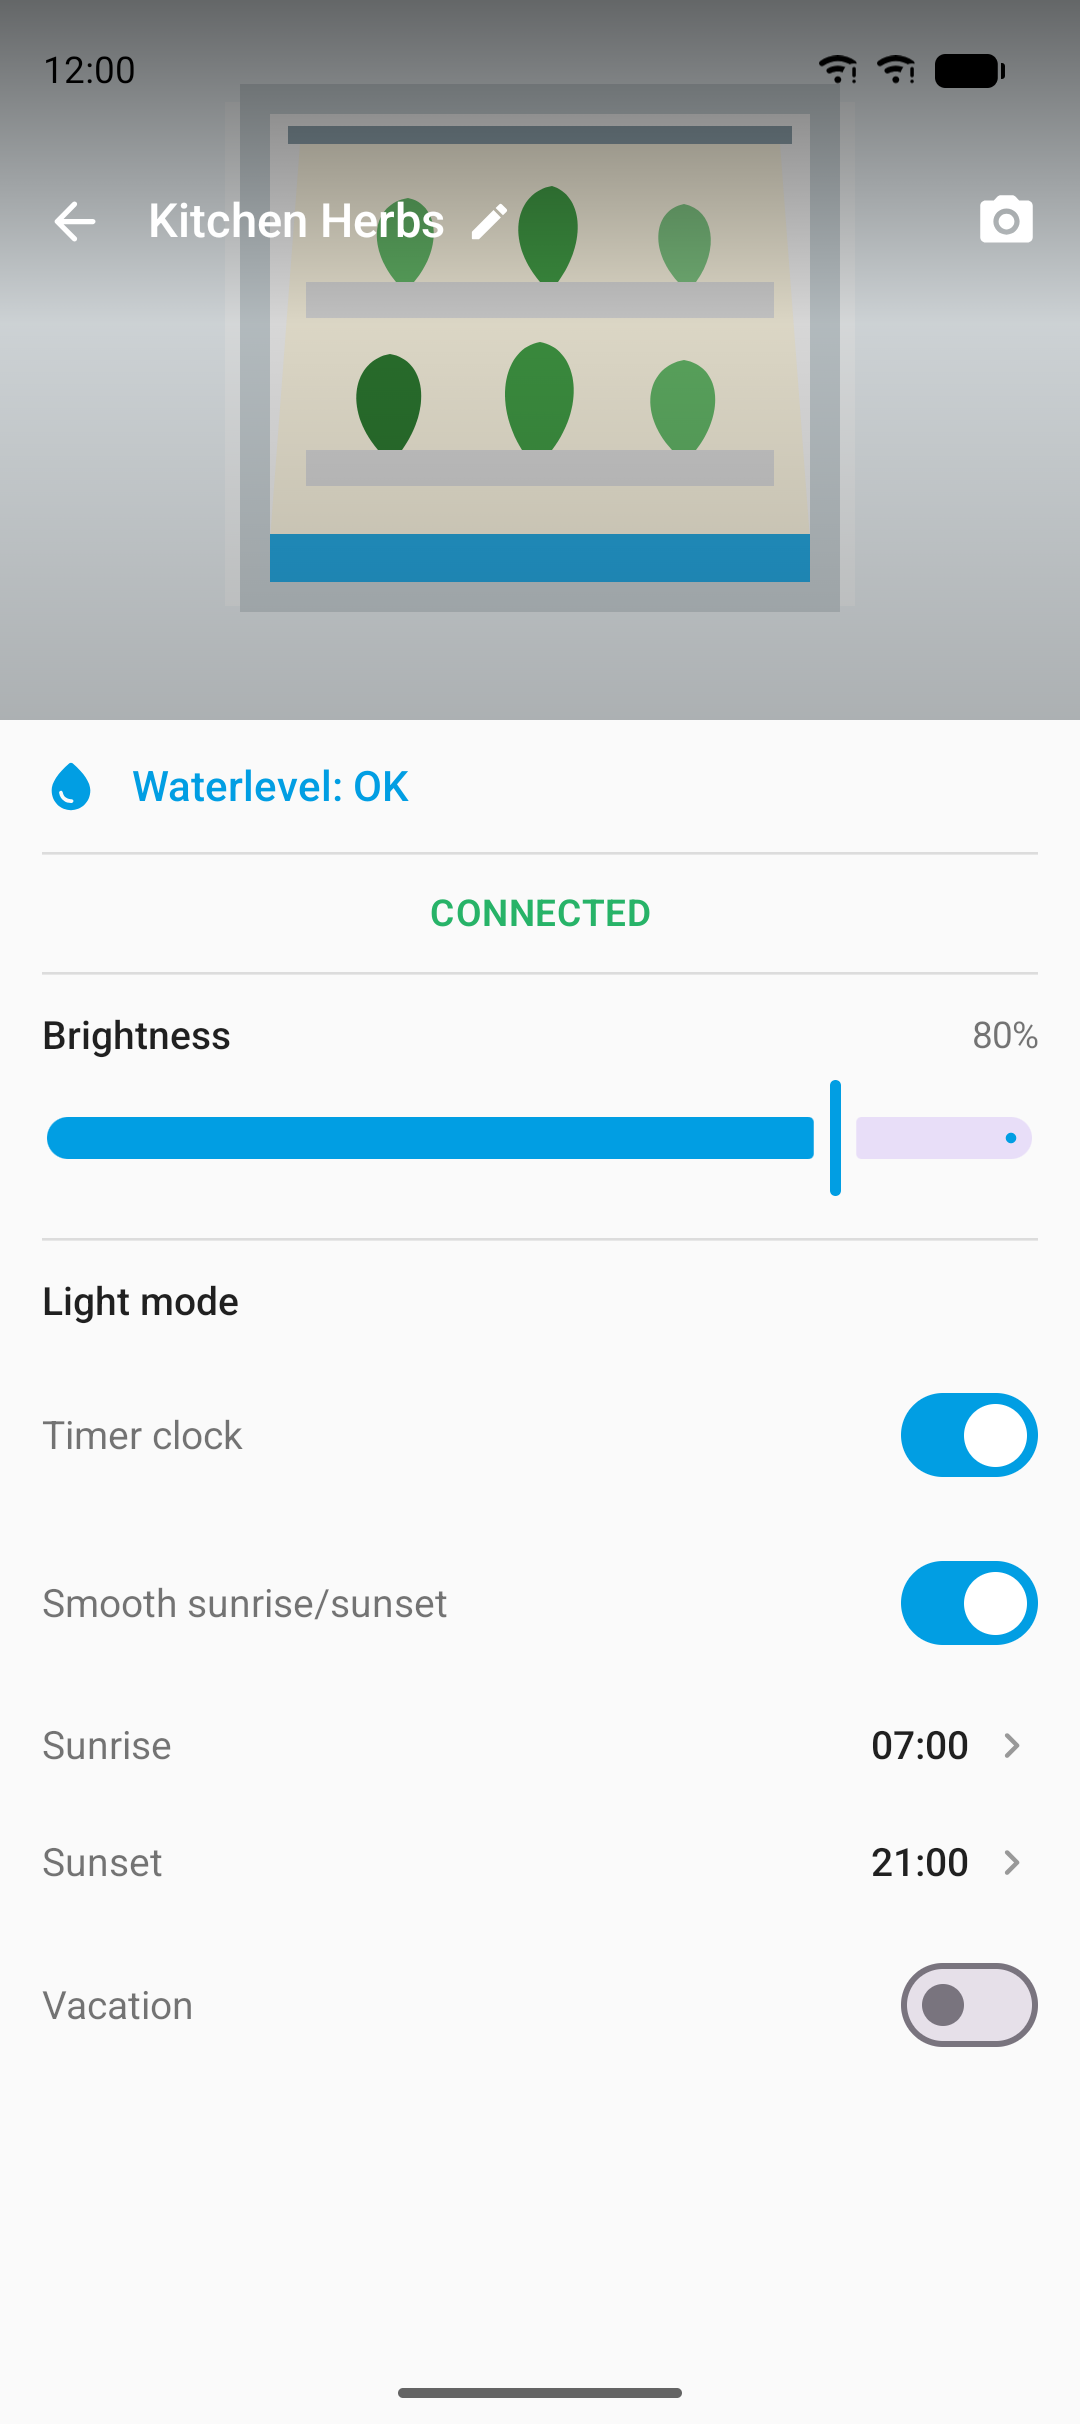 12:00
Kitchen Herbs
Waterlevel: OK
CONNECTED
Brightness 80%
Light mode
Timer clock
Smooth sunrise/sunset
Sunrise 07:00
Sunset 21:00
Vacation